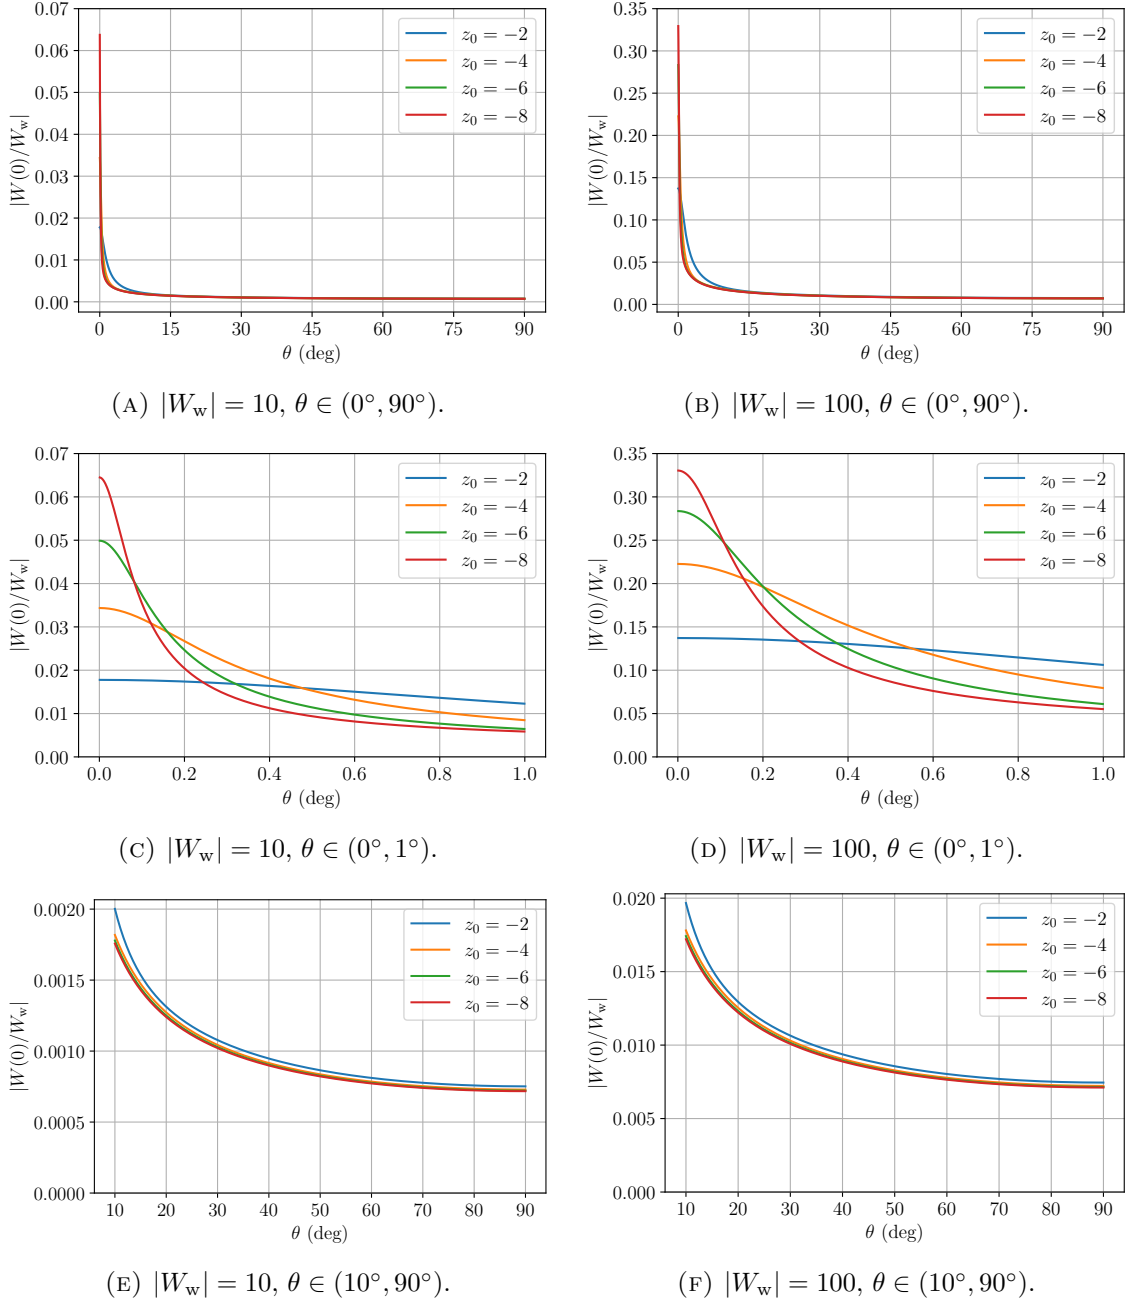 0.07
0.06
0.05
0.04
0.03
0.02
0.01
0.00
|W(0)/W_w|
z_0 = −2
z_0 = −4
z_0 = −6
z_0 = −8
0 15 30 45 60 75 90
θ (deg)
(A) |W_w| = 10, θ ∈ (0°, 90°).
0.35
0.30
0.25
0.20
0.15
0.10
0.05
0.00
|W(0)/W_w|
z_0 = −2
z_0 = −4
z_0 = −6
z_0 = −8
0 15 30 45 60 75 90
θ (deg)
(B) |W_w| = 100, θ ∈ (0°, 90°).
0.07
0.06
0.05
0.04
0.03
0.02
0.01
0.00
|W(0)/W_w|
z_0 = −2
z_0 = −4
z_0 = −6
z_0 = −8
0.0 0.2 0.4 0.6 0.8 1.0
θ (deg)
(C) |W_w| = 10, θ ∈ (0°, 1°).
0.35
0.30
0.25
0.20
0.15
0.10
0.05
0.00
|W(0)/W_w|
z_0 = −2
z_0 = −4
z_0 = −6
z_0 = −8
0.0 0.2 0.4 0.6 0.8 1.0
θ (deg)
(D) |W_w| = 100, θ ∈ (0°, 1°).
0.0020
0.0015
0.0010
0.0005
0.0000
|W(0)/W_w|
z_0 = −2
z_0 = −4
z_0 = −6
z_0 = −8
10 20 30 40 50 60 70 80 90
θ (deg)
(E) |W_w| = 10, θ ∈ (10°, 90°).
0.020
0.015
0.010
0.005
0.000
|W(0)/W_w|
z_0 = −2
z_0 = −4
z_0 = −6
z_0 = −8
10 20 30 40 50 60 70 80 90
θ (deg)
(F) |W_w| = 100, θ ∈ (10°, 90°).